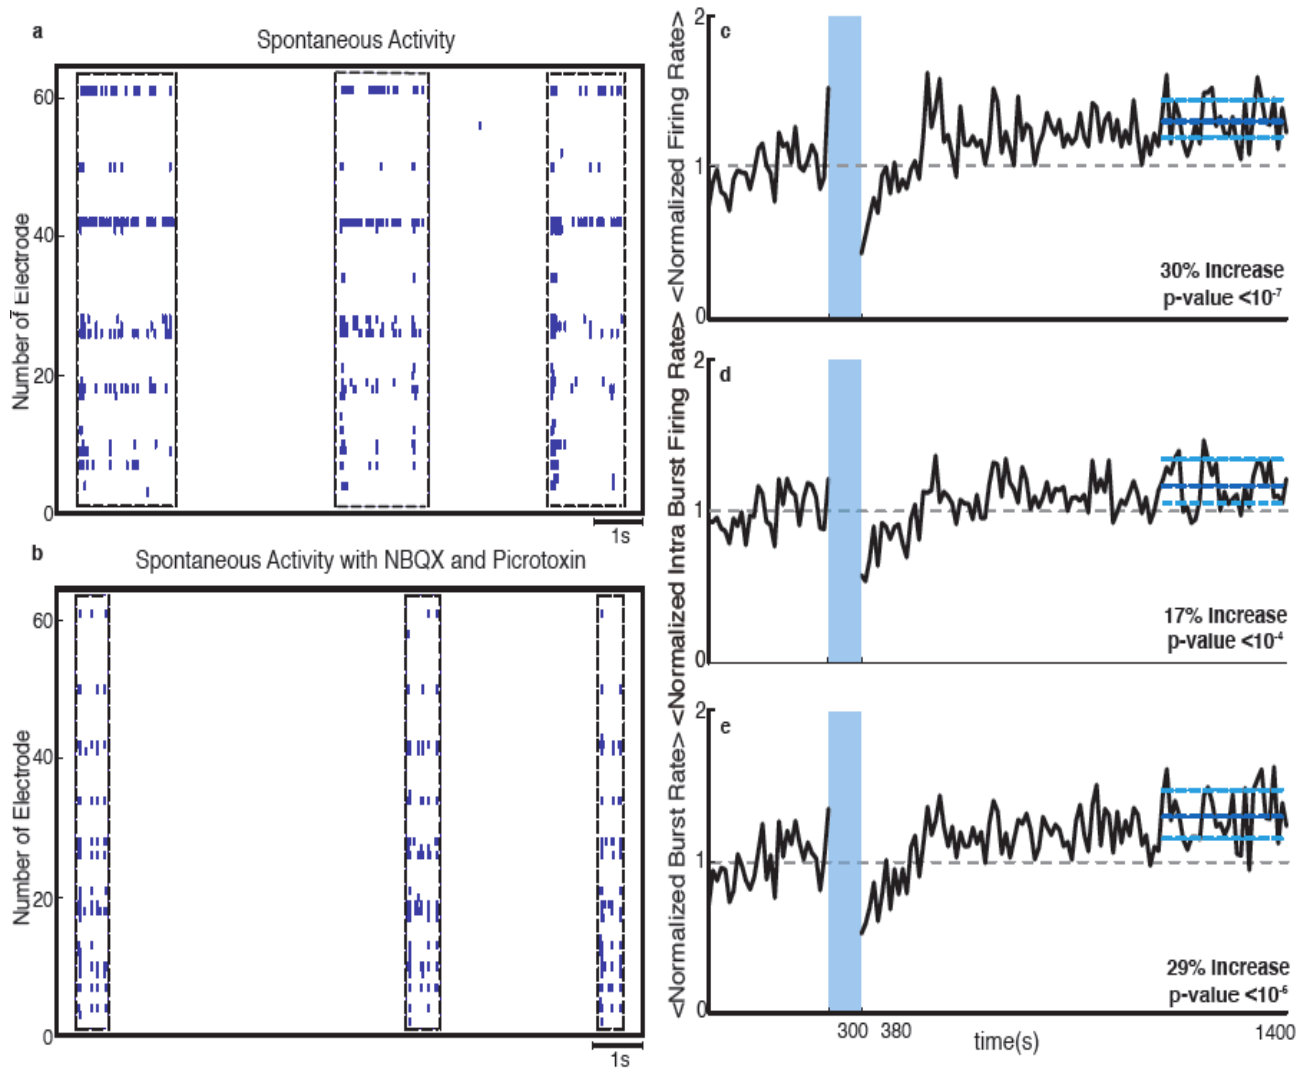 a
Spontaneous Activity
Number of Electrode
60
40
20
0
1s
b
Spontaneous Activity with NBQX and Picrotoxin
Number of Electrode
60
40
20
0
1s
c
<Normalized Firing Rate>
2
1
0
30% Increase
p-value <10-7
d
<Normalized Intra Burst Firing Rate>
2
1
0
17% Increase
p-value <10-4
e
<Normalized Burst Rate>
2
1
0
29% Increase
p-value <10-6
300 380 1400
time(s)